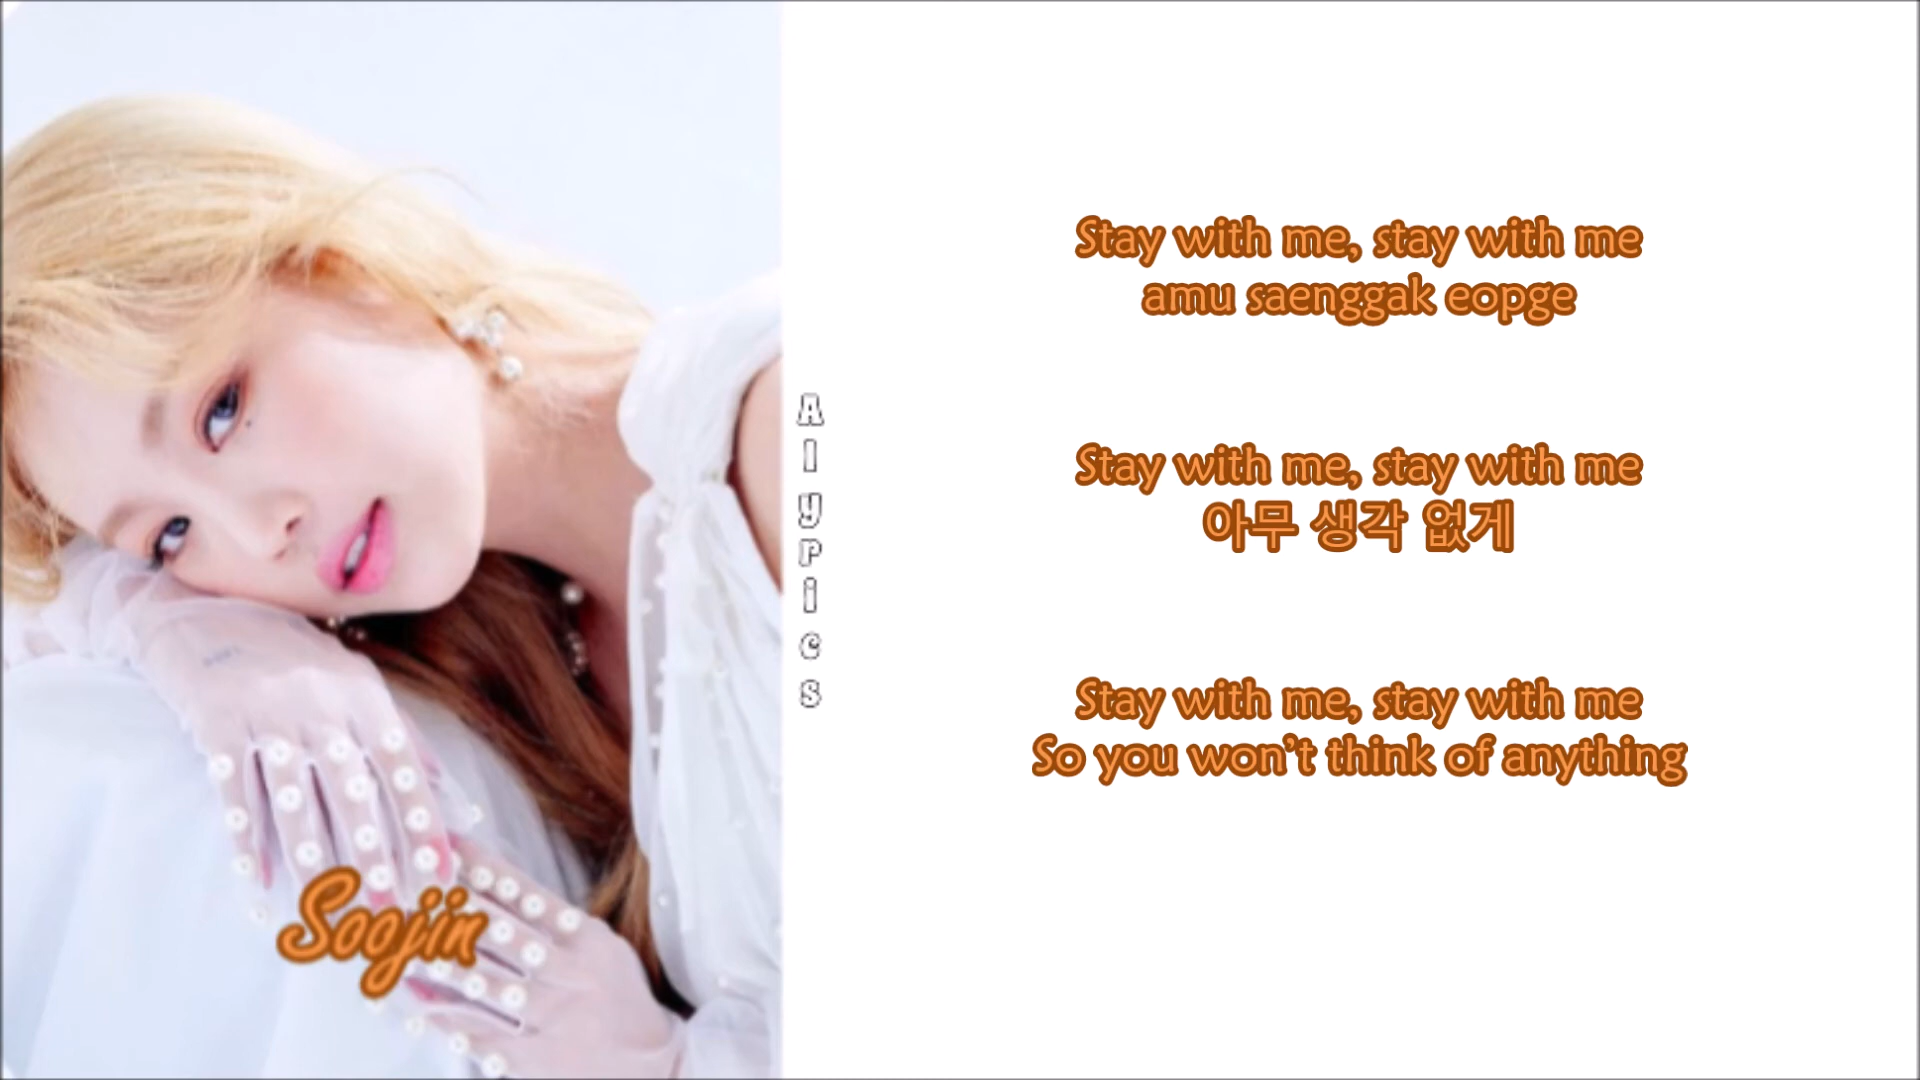 Stay with me, stay with me
amu saenggak eopge
Stay with me, stay with me
아무 생각 없게
Stay with me, stay with me
So you won't think of anything
AlyPics
Soojin